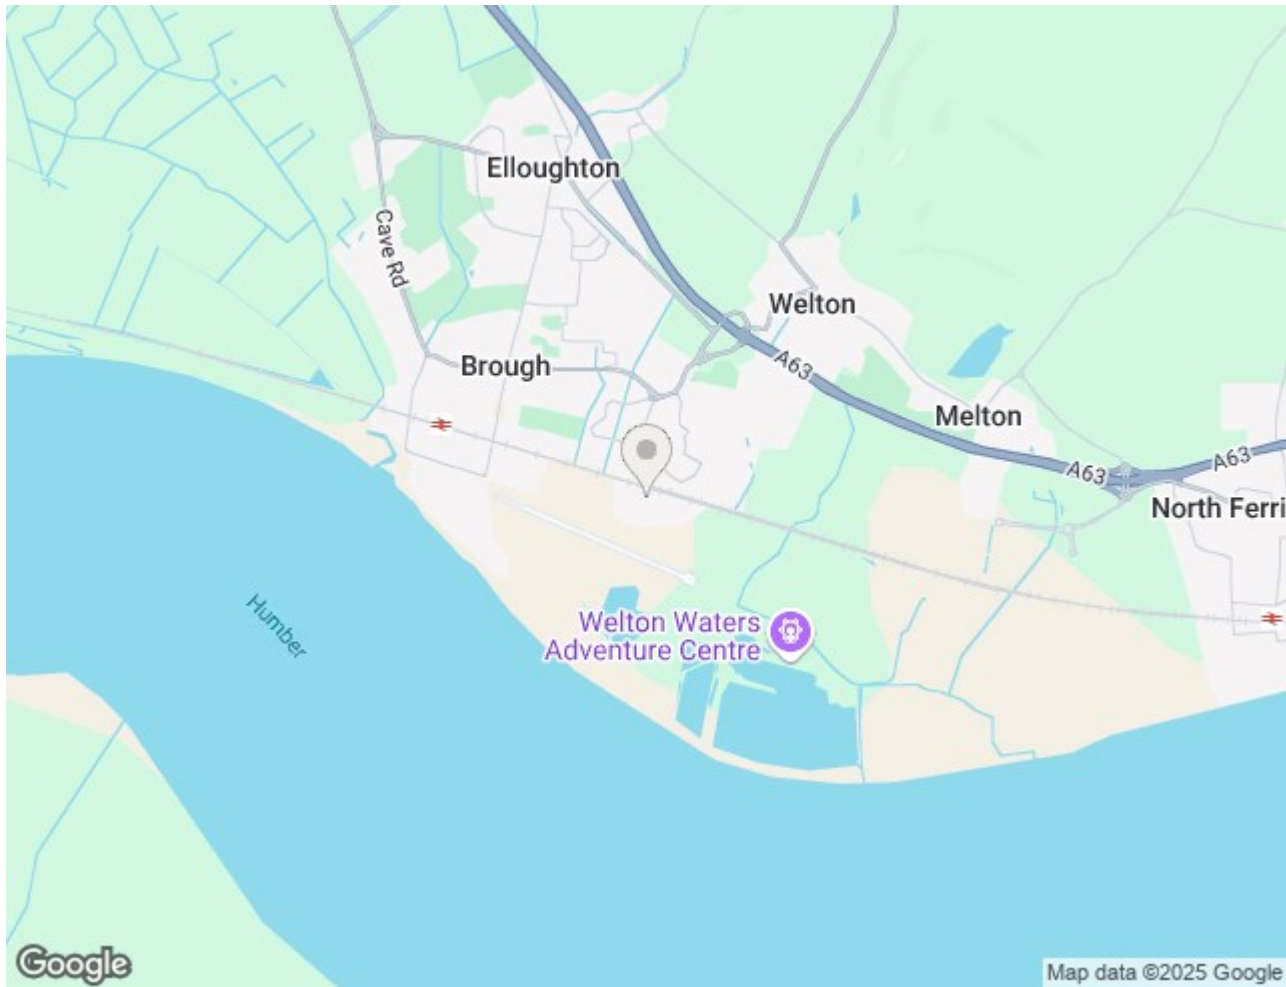 Elloughton
Cave Rd
Welton
Brough
A63
Melton
A63
A63
North Ferri
Humber
Welton Waters
Adventure Centre
Google
Map data ©2025 Google